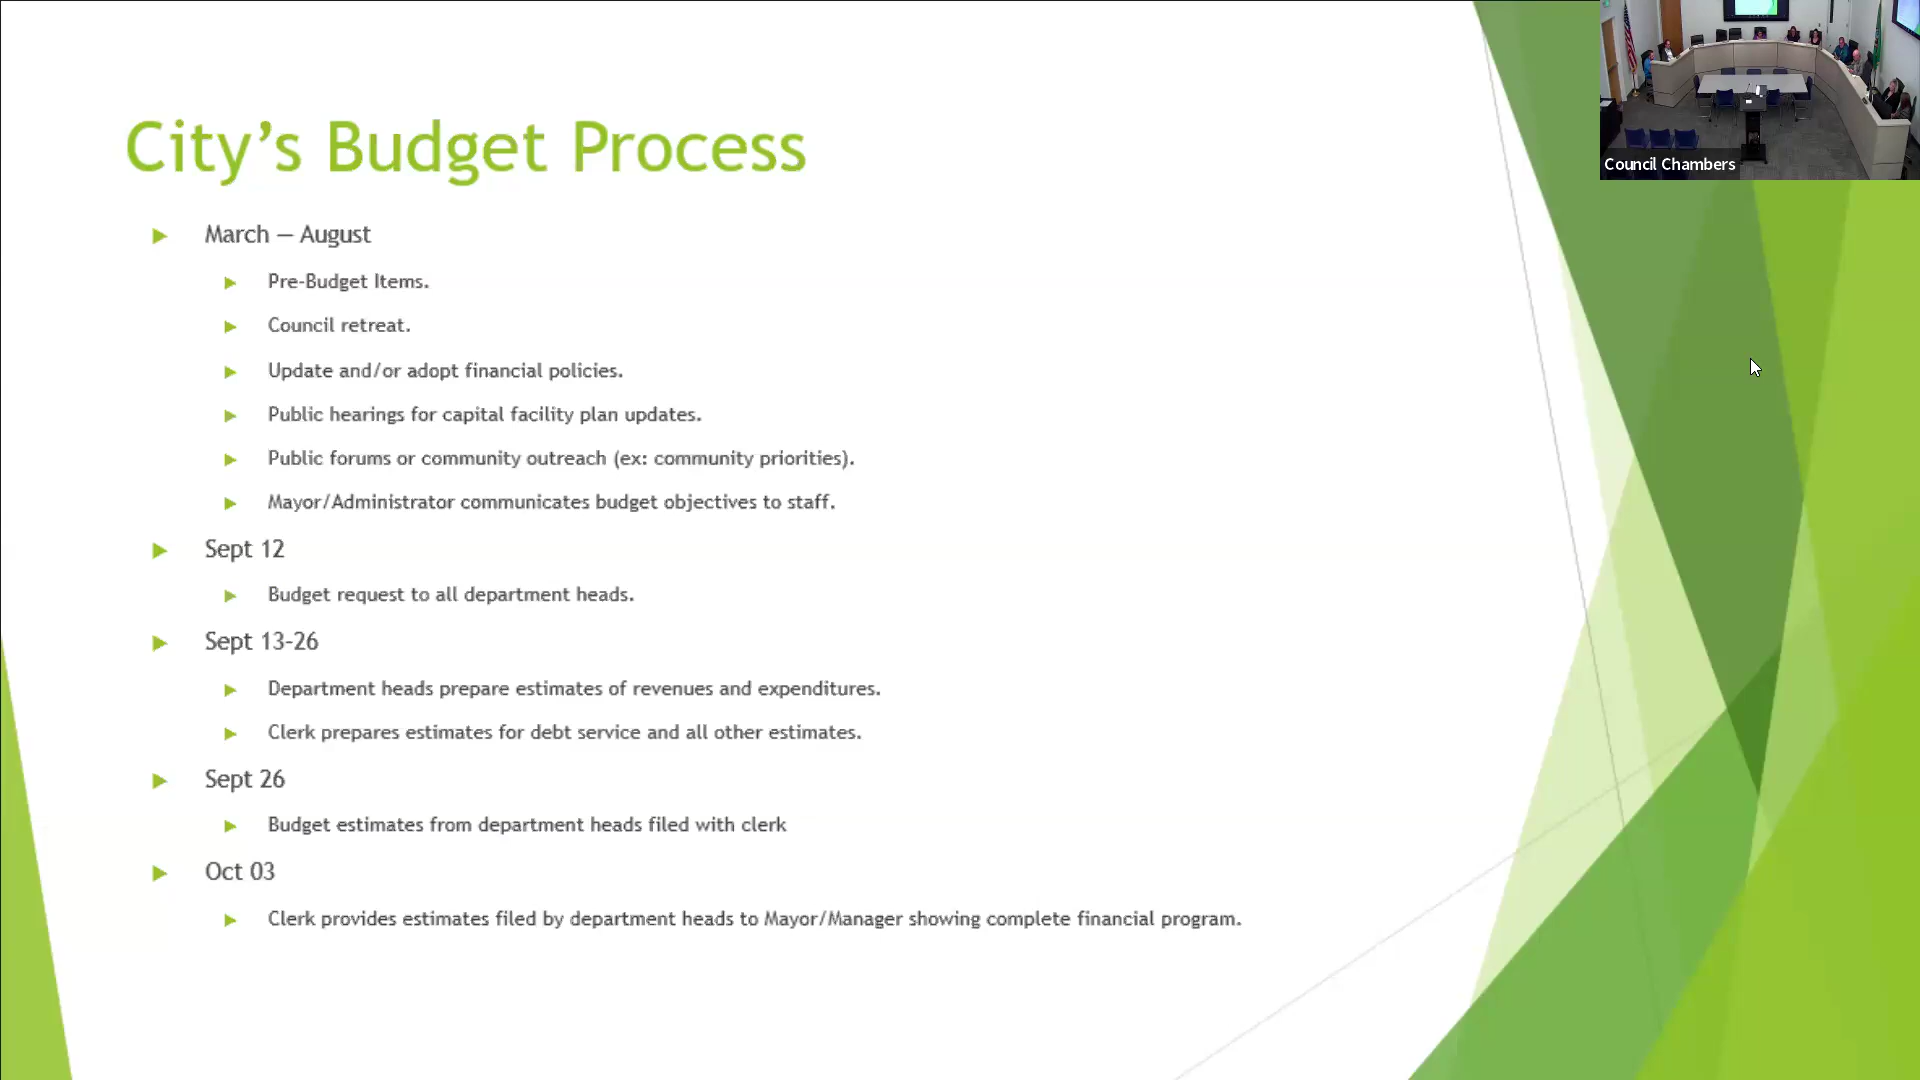 City’s Budget Process
March — August
Pre-Budget Items.
Council retreat.
Update and/or adopt financial policies.
Public hearings for capital facility plan updates.
Public forums or community outreach (ex: community priorities).
Mayor/Administrator communicates budget objectives to staff.
Sept 12
Budget request to all department heads.
Sept 13-26
Department heads prepare estimates of revenues and expenditures.
Clerk prepares estimates for debt service and all other estimates.
Sept 26
Budget estimates from department heads filed with clerk
Oct 03
Clerk provides estimates filed by department heads to Mayor/Manager showing complete financial program.
Council Chambers